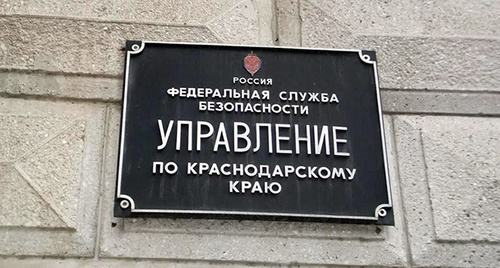 РОССИЯ
ФЕДЕРАЛЬНАЯ СЛУЖБА
БЕЗОПАСНОСТИ
УПРАВЛЕНИЕ
ПО КРАСНОДАРСКОМУ
КРАЮ